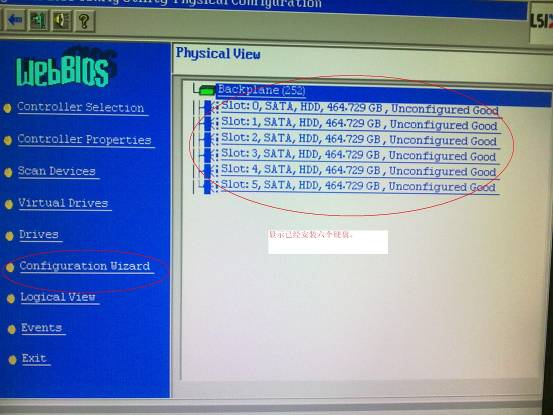 Physical Configuration
LSI
WebBIOS
Physical View
Controller Selection
Controller Properties
Scan Devices
Virtual Drives
Drives
Configuration Wizard
Logical View
Events
Exit
Backplane (252)
Slot: 0, SATA, HDD, 464.729 GB , Unconfigured Good
Slot: 1, SATA, HDD, 464.729 GB , Unconfigured Good
Slot: 2, SATA, HDD, 464.729 GB , Unconfigured Good
Slot: 3, SATA, HDD, 464.729 GB , Unconfigured Good
Slot: 4, SATA, HDD, 464.729 GB , Unconfigured Good
Slot: 5, SATA, HDD, 464.729 GB , Unconfigured Good
显示已经安装六个硬盘。